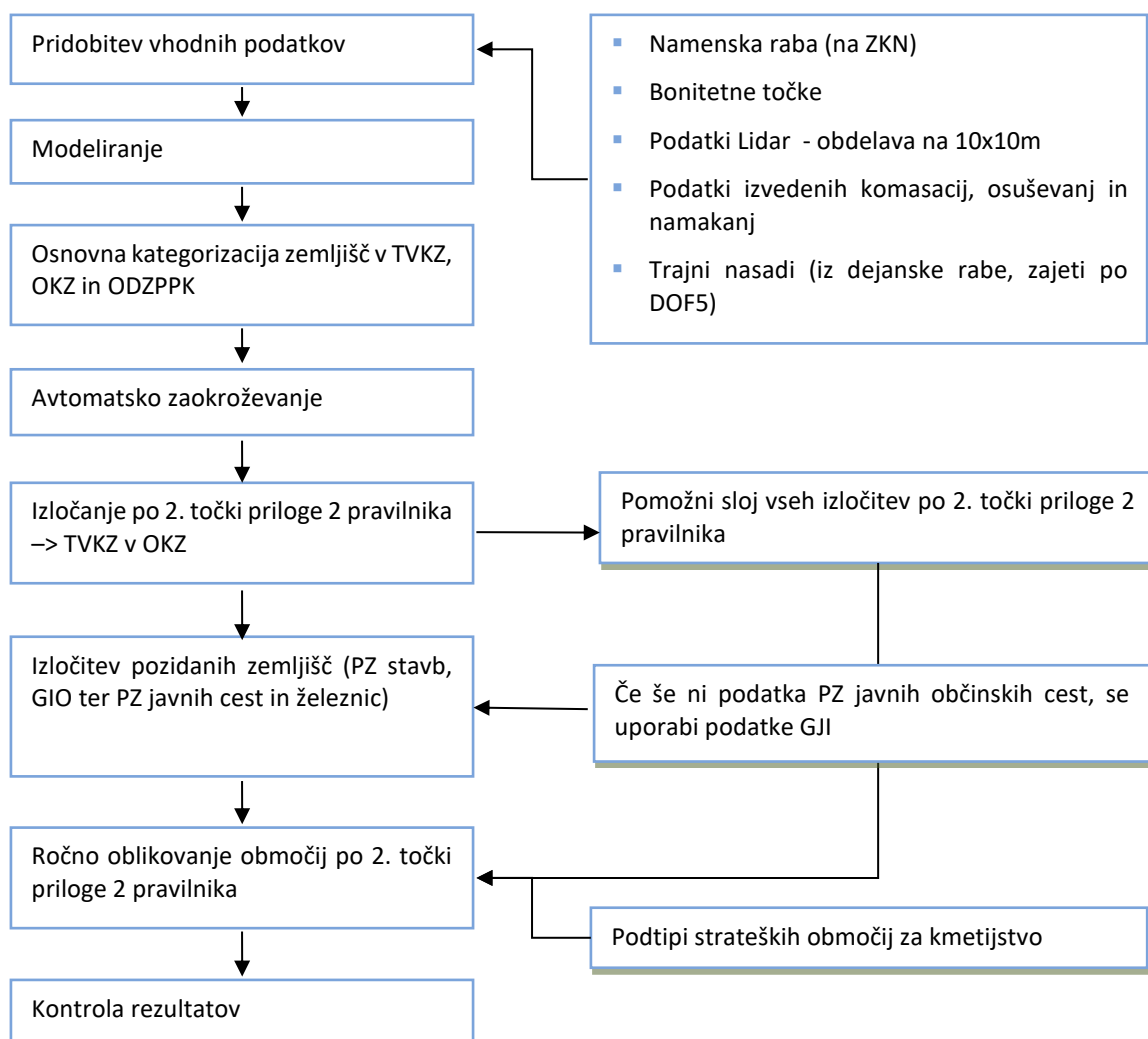 Pridobitev vhodnih podatkov
Modeliranje
Osnovna kategorizacija zemljišč v TVKZ,
OKZ in ODZPPK
Avtomatsko zaokroževanje
Izločanje po 2. točki priloge 2 pravilnika
–> TVKZ v OKZ
Izločitev pozidanih zemljišč (PZ stavb,
GIO ter PZ javnih cest in železnic)
Ročno oblikovanje območij po 2. točki
priloge 2 pravilnika
Kontrola rezultatov
▪ Namenska raba (na ZKN)
▪ Bonitetne točke
▪ Podatki Lidar - obdelava na 10x10m
▪ Podatki izvedenih komasacij, osuševanj in
namakanj
▪ Trajni nasadi (iz dejanske rabe, zajeti po
DOF5)
Pomožni sloj vseh izločitev po 2. točki priloge 2
pravilnika
Če še ni podatka PZ javnih občinskih cest, se
uporabi podatke GJI
Podtipi strateških območij za kmetijstvo